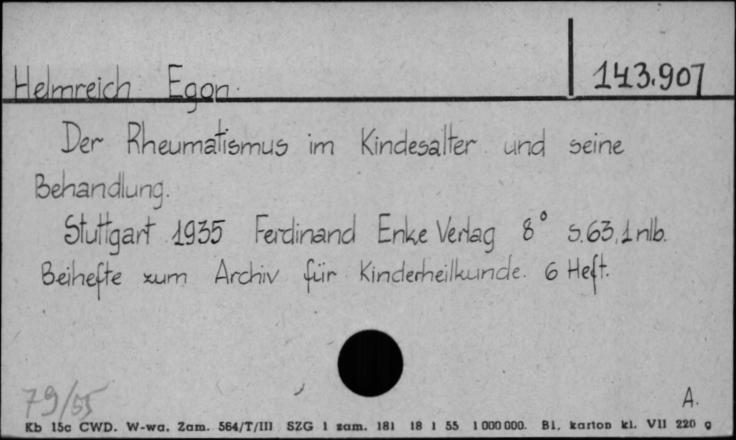 Helmreich Egon.
143.907
Der Rheumatismus im Kindesalter und seine
Behandlung.
Stuttgart 1935 Ferdinand Enke Verlag 8° S.63,1 nlb.
Beihefte zum Archiv für Kinderheilkunde. 6 Heft.
79/55
A.
Kb 15c CWD. W-wa. Zam. 564/T/III SZG 1 zam. 181 18 1 55 1 000 000. Bl. karton kl. VII 220 g